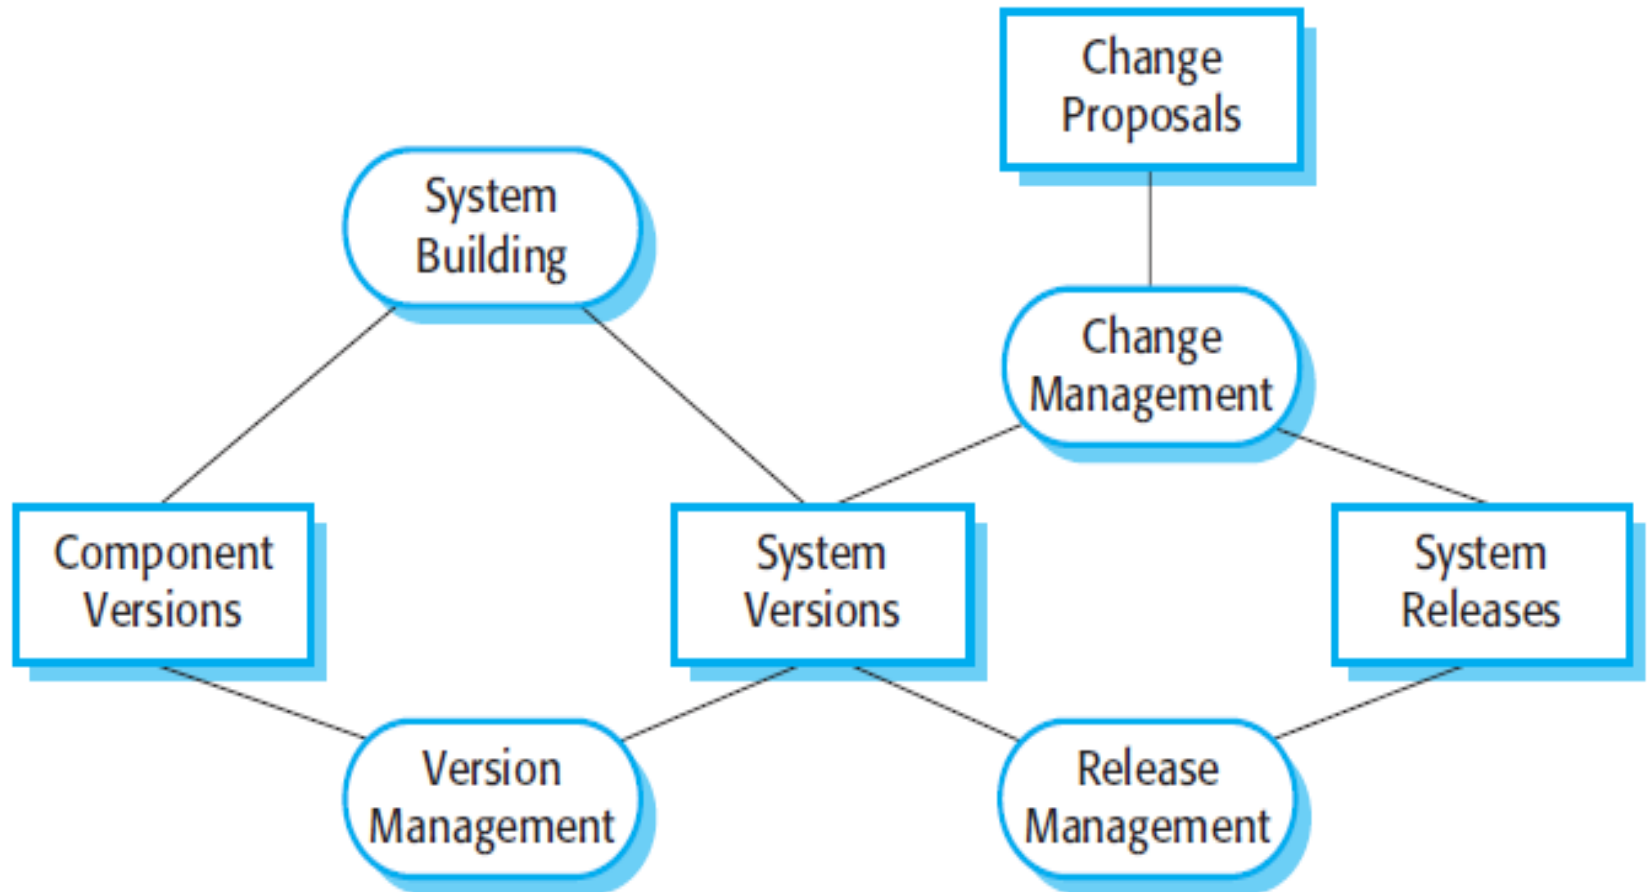 Change
Proposals
System
Building
Change
Management
Component
Versions
System
Versions
System
Releases
Version
Management
Release
Management